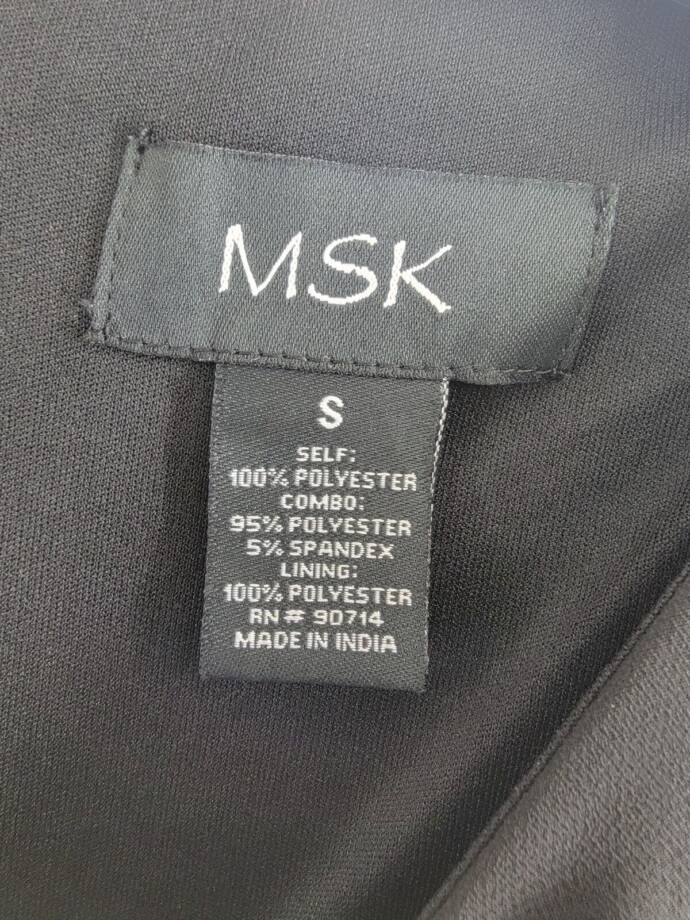 MSK
S
SELF:
100% POLYESTER
COMBO:
95% POLYESTER
5% SPANDEX
LINING:
100% POLYESTER
RN# 90714
MADE IN INDIA